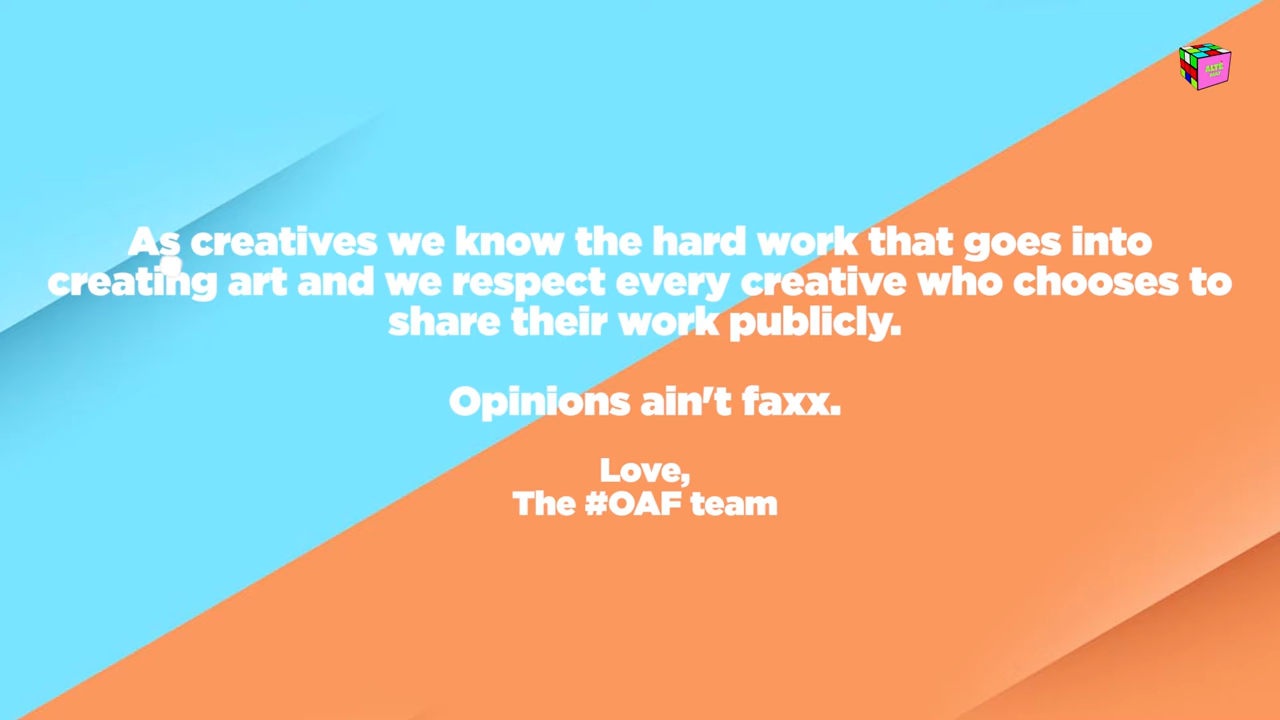 As creatives we know the hard work that goes into
creating art and we respect every creative who chooses to
share their work publicly.
Opinions ain't faxx.
Love,
The #OAF team